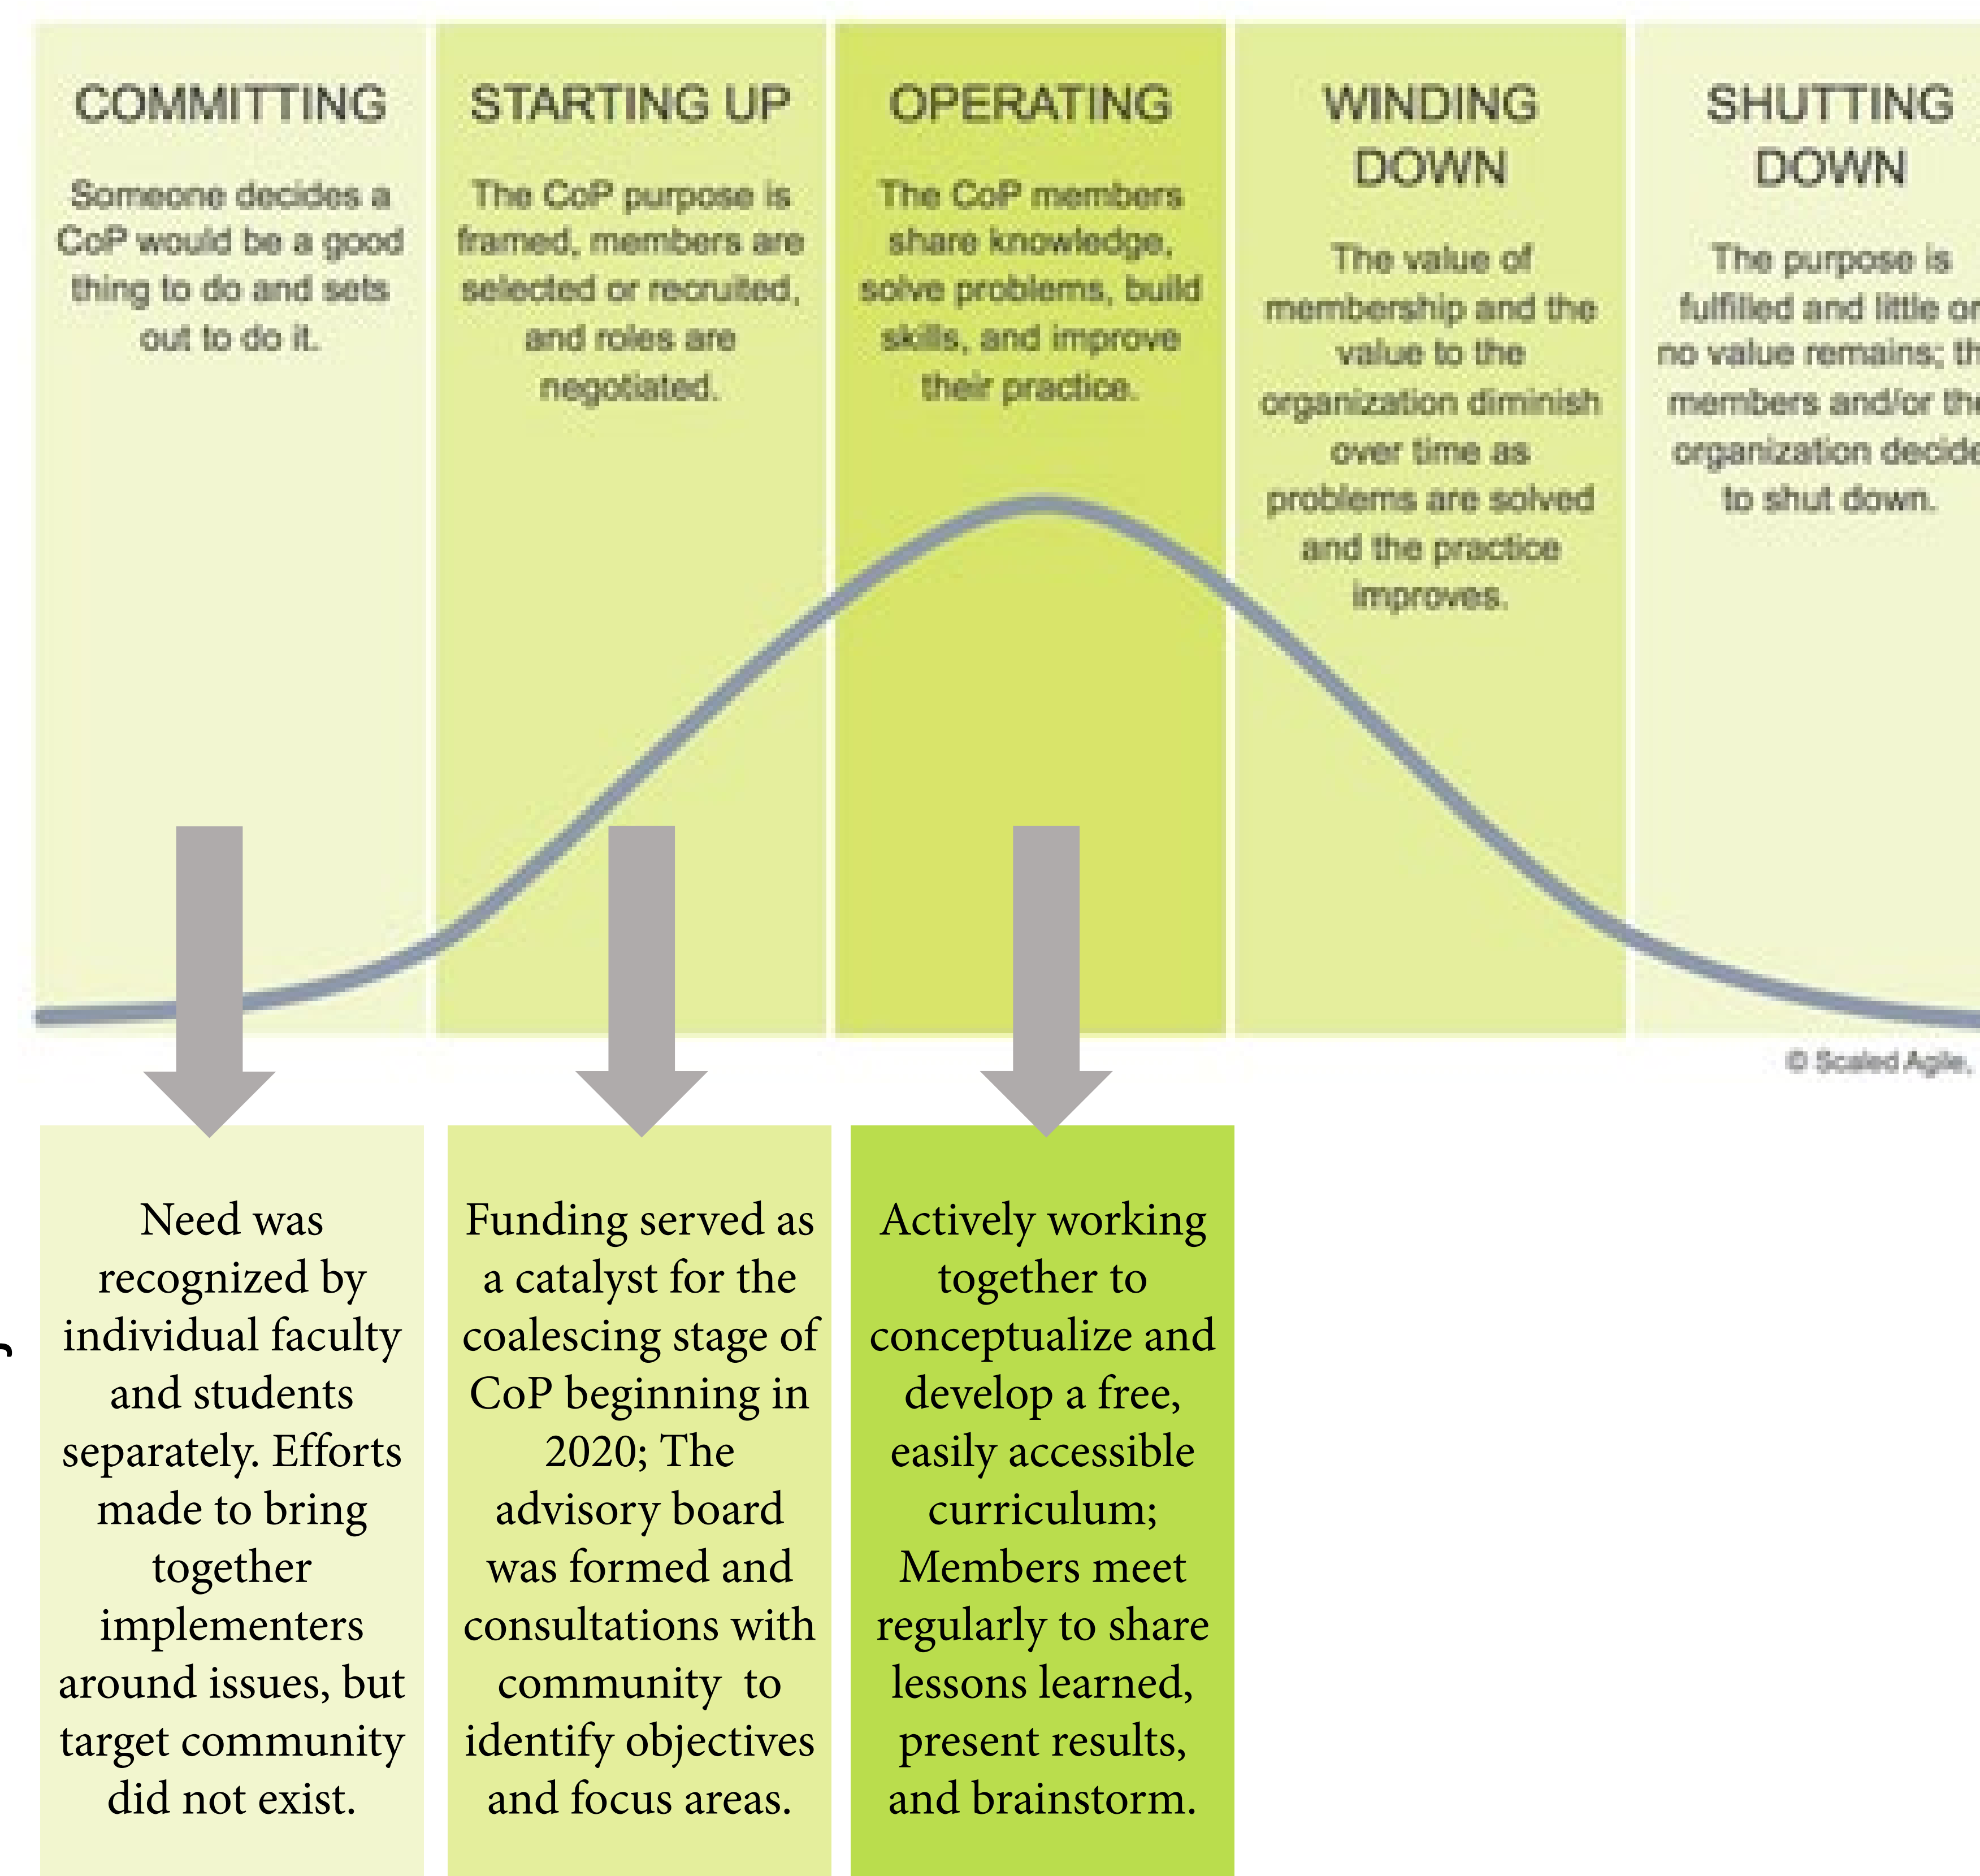 COMMITTING
Someone decides a
CoP would be a good
thing to do and sets
out to do it.
STARTING UP
The CoP purpose is
framed, members are
selected or recruited,
and roles are
negotiated.
OPERATING
The CoP members
share knowledge,
solve problems, build
skills, and improve
their practice.
WINDING
DOWN
The value of
membership and the
value to the
organization diminish
over time as
problems are solved
and the practice
improves.
SHUTTING
DOWN
The purpose is
fulfilled and little or
no value remains;
members and/or
organization
to shut down.
© Scaled Agile,
Need was
recognized by
individual faculty
and students
separately. Efforts
made to bring
together
implementers
around issues, but
target community
did not exist.
Funding served as
a catalyst for the
coalescing stage of
CoP beginning in
2020; The
advisory board
was formed and
consultations with
community to
identify objectives
and focus areas.
Actively working
together to
conceptualize and
develop a free,
easily accessible
curriculum;
Members meet
regularly to share
lessons learned,
present results,
and brainstorm.